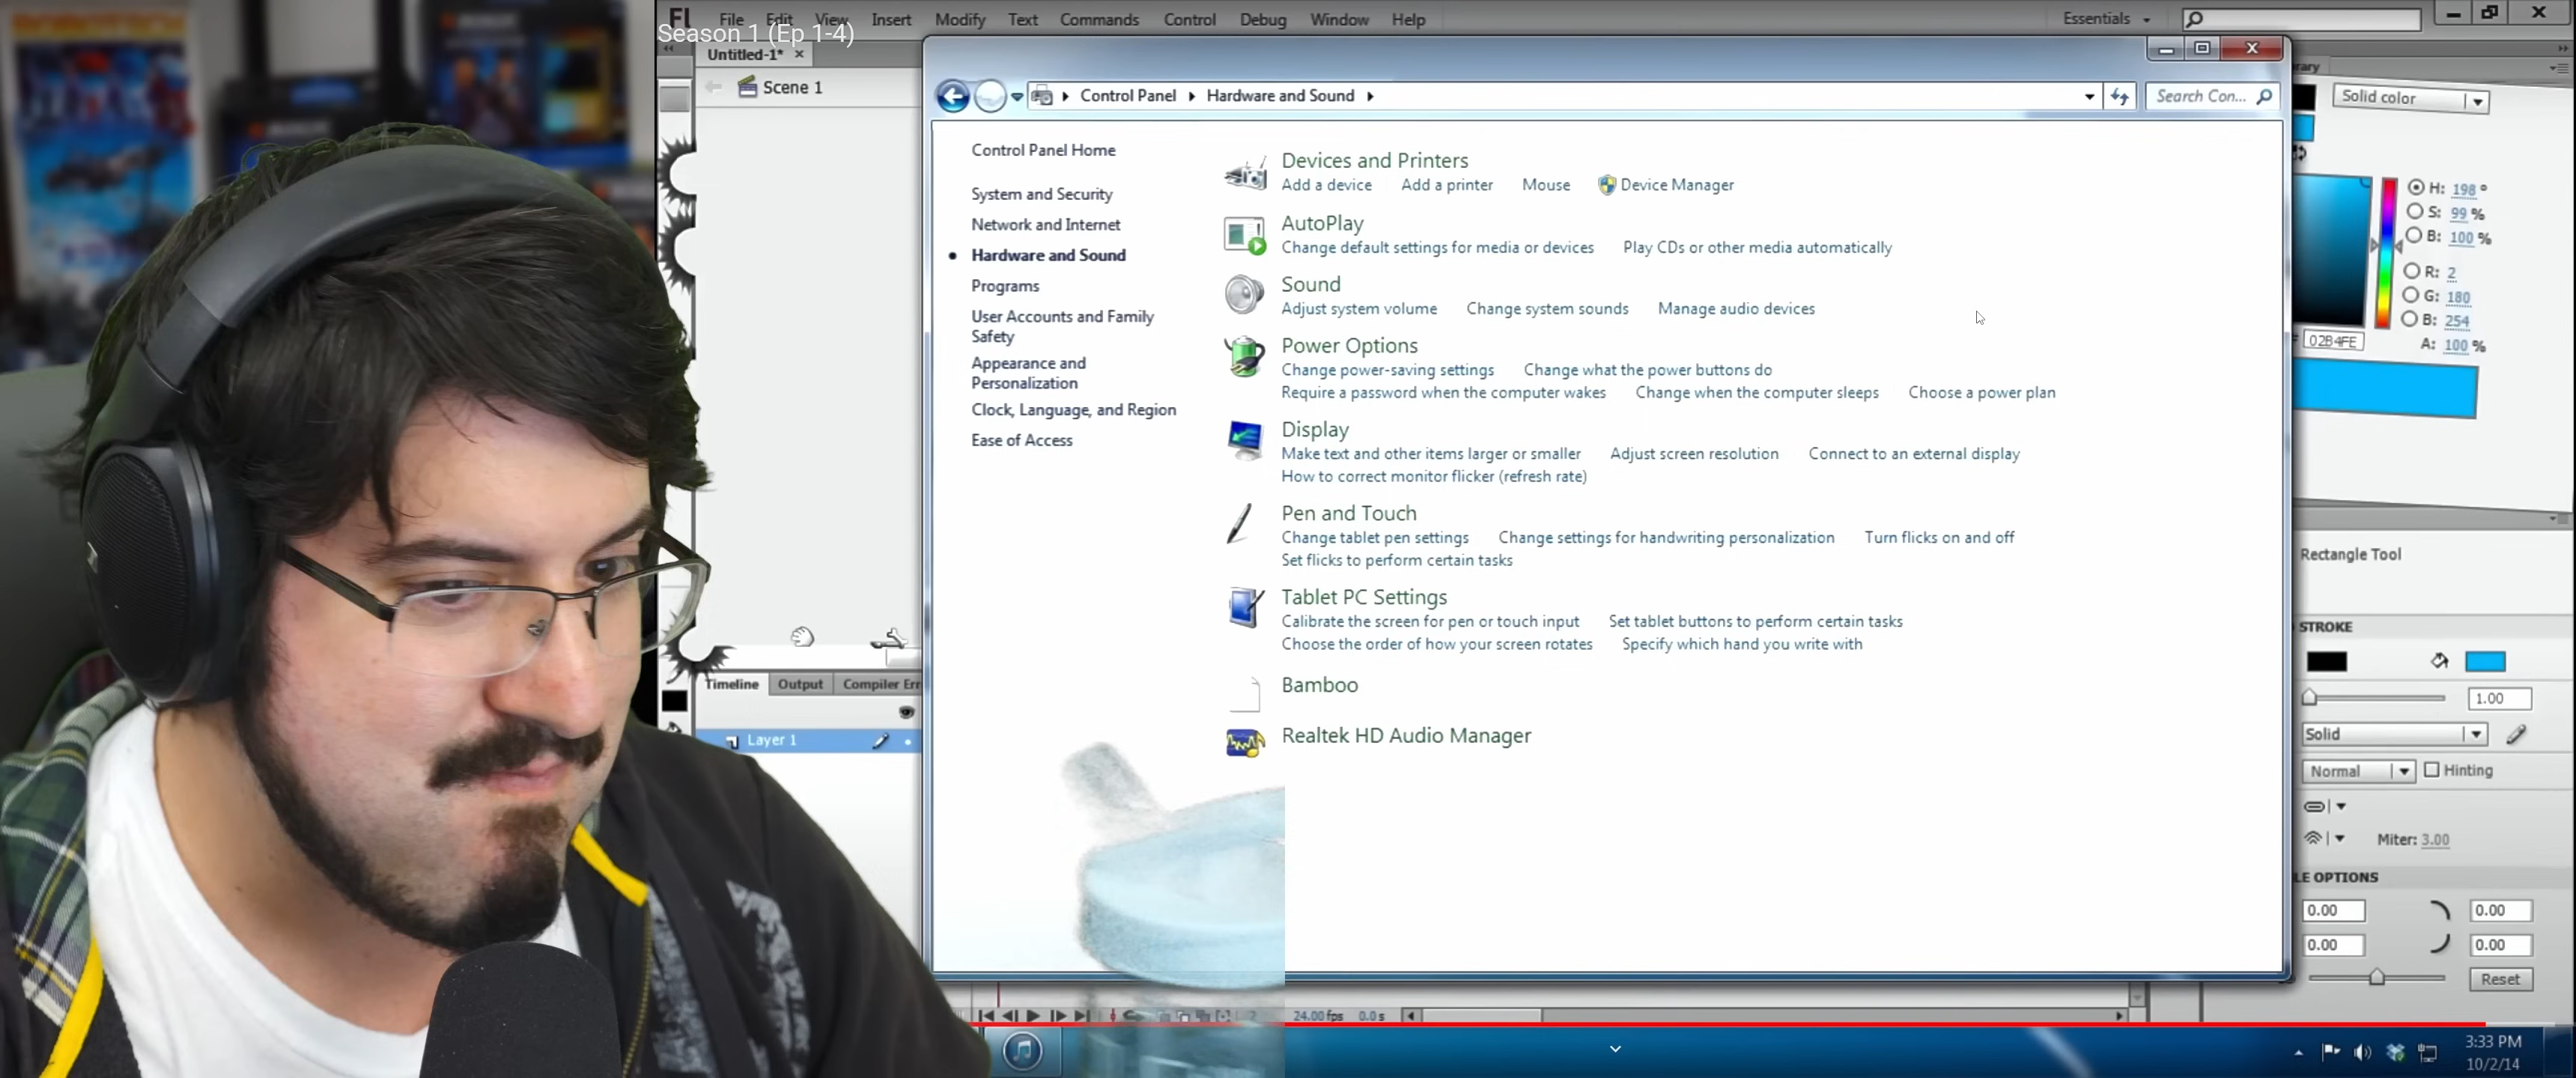 Fl File Edit View Insert Modify Text Commands Control Debug Window Help Essentials
Season 1 (Ep 1-4)
Untitled-1*
Scene 1
Control Panel Hardware and Sound Search Con...
Control Panel Home
System and Security
Network and Internet
Hardware and Sound
Programs
User Accounts and Family
Safety
Appearance and
Personalization
Clock, Language, and Region
Ease of Access
Devices and Printers
Add a device Add a printer Mouse Device Manager
AutoPlay
Change default settings for media or devices Play CDs or other media automatically
Sound
Adjust system volume Change system sounds Manage audio devices
Power Options
Change power-saving settings Change what the power buttons do
Require a password when the computer wakes Change when the computer sleeps Choose a power plan
Display
Make text and other items larger or smaller Adjust screen resolution Connect to an external display
How to correct monitor flicker (refresh rate)
Pen and Touch
Change tablet pen settings Change settings for handwriting personalization Turn flicks on and off
Set flicks to perform certain tasks
Tablet PC Settings
Calibrate the screen for pen or touch input Set tablet buttons to perform certain tasks
Choose the order of how your screen rotates Specify which hand you write with
Bamboo
Realtek HD Audio Manager
Timeline Output Compiler Err
Layer 1
24.00fps 0.0s
rary
Solid color
H: 198 °
S: 99 %
B: 100 %
R: 2
G: 180
B: 254
02B4FE A: 100 %
Rectangle Tool
STROKE
1.00
Solid
Normal Hinting
Miter: 3.00
LE OPTIONS
0.00 0.00
0.00 0.00
Reset
3:33 PM
10/2/14